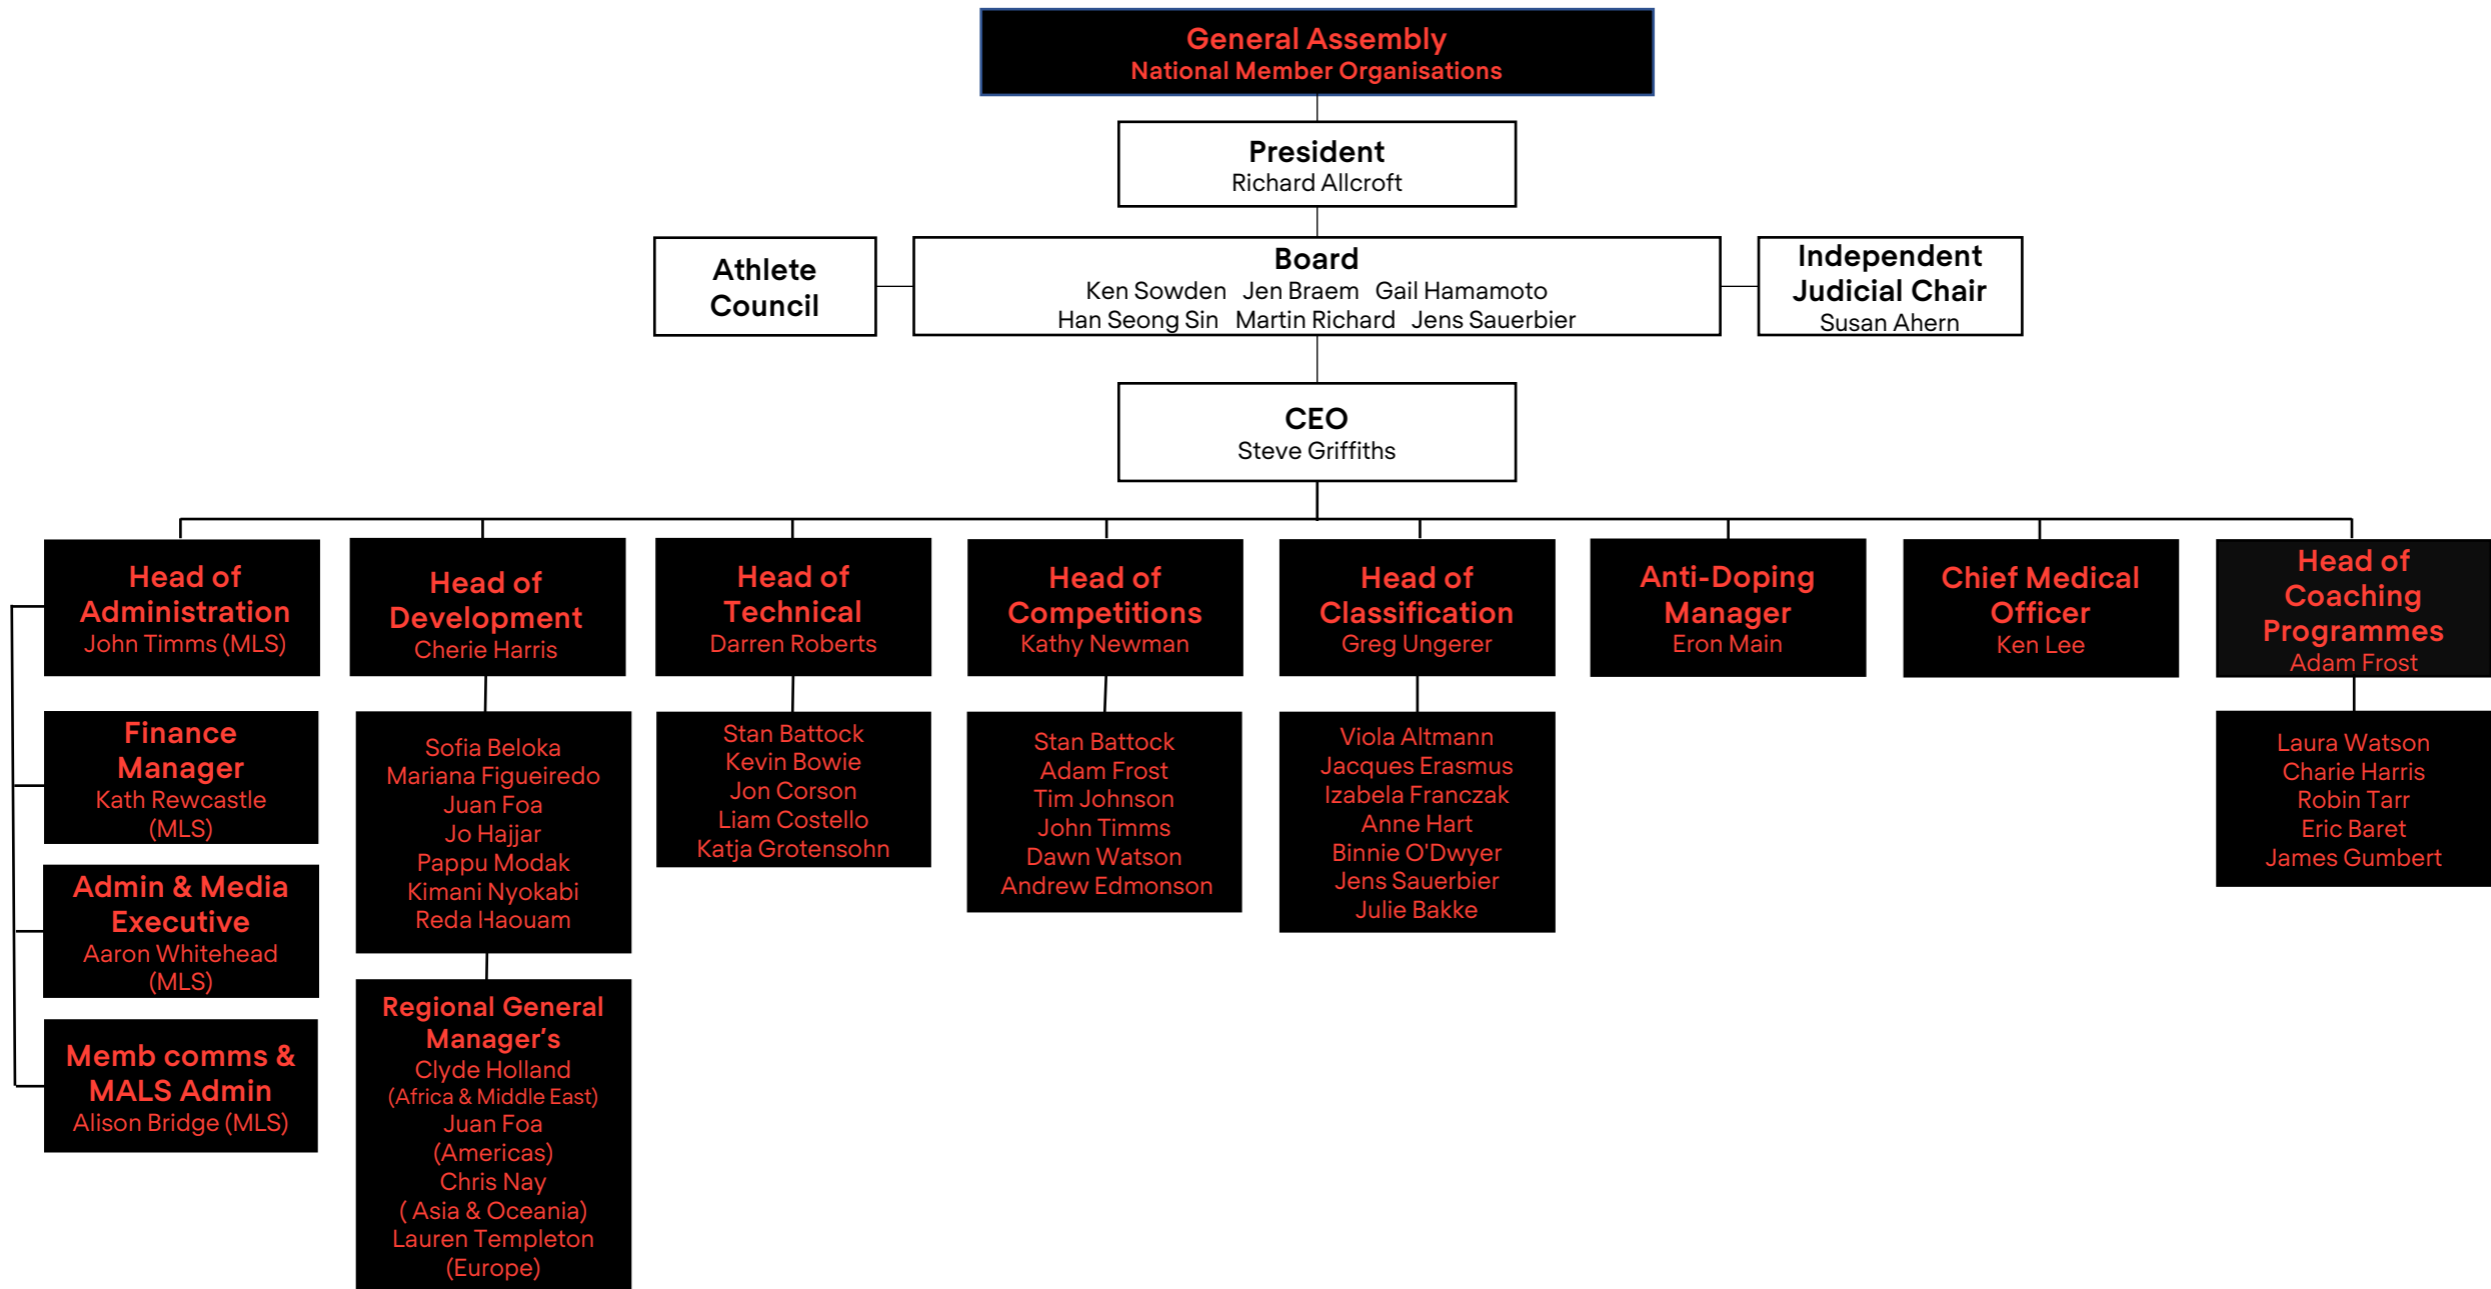 General Assembly
National Member Organisations
President
Richard Allcroft
Athlete
Council
Board
Ken Sowden Jen Braem Gail Hamamoto
Han Seong Sin Martin Richard Jens Sauerbier
Independent
Judicial Chair
Susan Ahern
CEO
Steve Griffiths
Head of
Administration
John Timms (MLS)
Finance
Manager
Kath Rewcastle
(MLS)
Admin & Media
Executive
Aaron Whitehead
(MLS)
Memb comms &
MALS Admin
Alison Bridge (MLS)
Head of
Development
Cherie Harris
Sofia Beloka
Mariana Figueiredo
Juan Foa
Jo Hajjar
Pappu Modak
Kimani Nyokabi
Reda Haouam
Regional General
Manager’s
Clyde Holland
(Africa & Middle East)
Juan Foa
(Americas)
Chris Nay
( Asia & Oceania)
Lauren Templeton
(Europe)
Head of
Technical
Darren Roberts
Stan Battock
Kevin Bowie
Jon Corson
Liam Costello
Katja Grotensohn
Head of
Competitions
Kathy Newman
Stan Battock
Adam Frost
Tim Johnson
John Timms
Dawn Watson
Andrew Edmonson
Head of
Classification
Greg Ungerer
Viola Altmann
Jacques Erasmus
Izabela Franczak
Anne Hart
Binnie O'Dwyer
Jens Sauerbier
Julie Bakke
Anti-Doping
Manager
Eron Main
Chief Medical
Officer
Ken Lee
Head of
Coaching
Programmes
Adam Frost
Laura Watson
Charie Harris
Robin Tarr
Eric Baret
James Gumbert